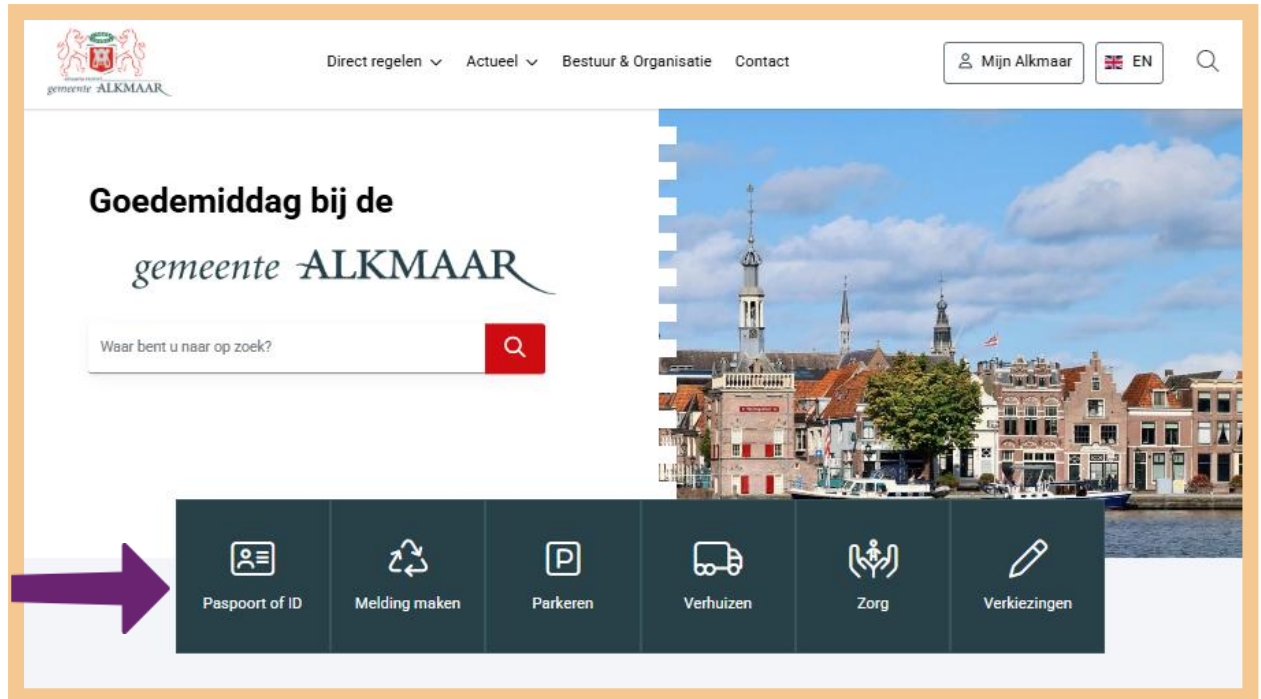 gemeente ALKMAAR
Direct regelen
Actueel
Bestuur & Organisatie
Contact
Mijn Alkmaar
EN
Goedemiddag bij de
gemeente ALKMAAR
Waar bent u naar op zoek?
Paspoort of ID
Melding maken
P
Parkeren
Verhuizen
Zorg
Verkiezingen